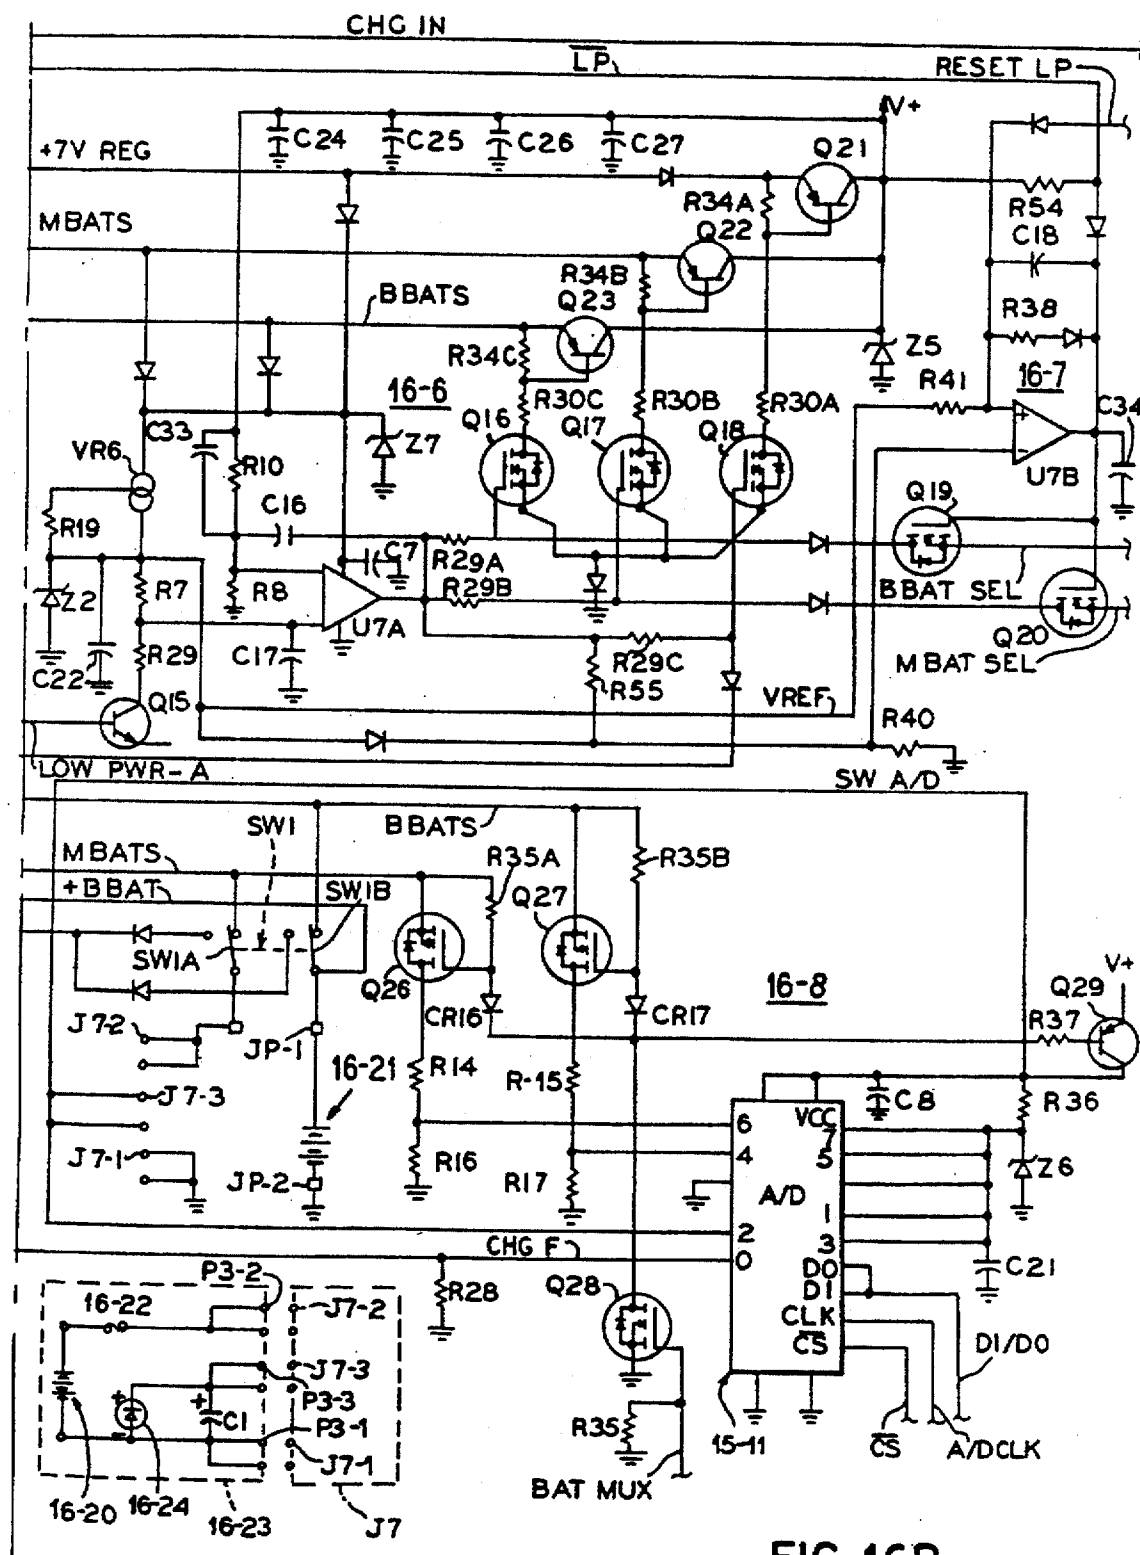 CHG IN
LP
RESET LP
V+
C24
C25
C26
C27
+7V REG
Q21
R34A
R54
MBATS
Q22
C18
R34B
BBATS
Q23
R38
R34C
Z5
R41
16-7
16-6
R30C
R30B
R30A
C34
C33
Q16
Q17
Q18
Z7
VR6
R10
U7B
Q19
C16
R19
C7
R29A
BBAT SEL
Z2
R7
R8
R29B
U7A
Q20
R29
C17
R29C
MBAT SEL
C22
R55
Q15
VREF
R40
LOW PWR-A
SW A/D
SW1
BBATS
MBATS
R35A
R35B
+BBAT
SW1B
Q27
SW1A
Q26
16-8
V+
Q29
J7-2
CR16
CR17
R37
JP-1
16-21
R14
R-15
J7-3
C8
R36
6
VCC
7
J7-1
R16
4
5
Z6
JP-2
R17
A/D
1
2
3
CHG F
0
D0
C21
P3-2
R28
Q28
D1
16-22
J7-2
CLK
CS
DI/DO
J7-3
P3-3
+
+
C1
P3-1
R35
15-11
CS
A/DCLK
J7-1
BAT MUX
16-20
16-24
16-23
J7